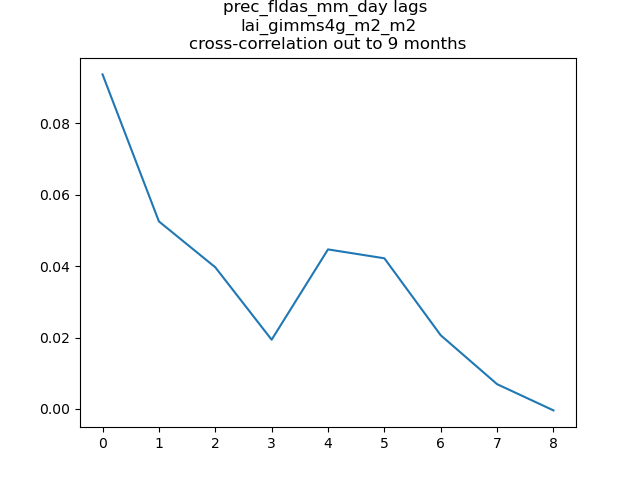 prec_fldas_mm_day lags
lai_gimms4g_m2_m2
cross-correlation out to 9 months
0.08
0.06
0.04
0.02
0.00
0 1 2 3 4 5 6 7 8